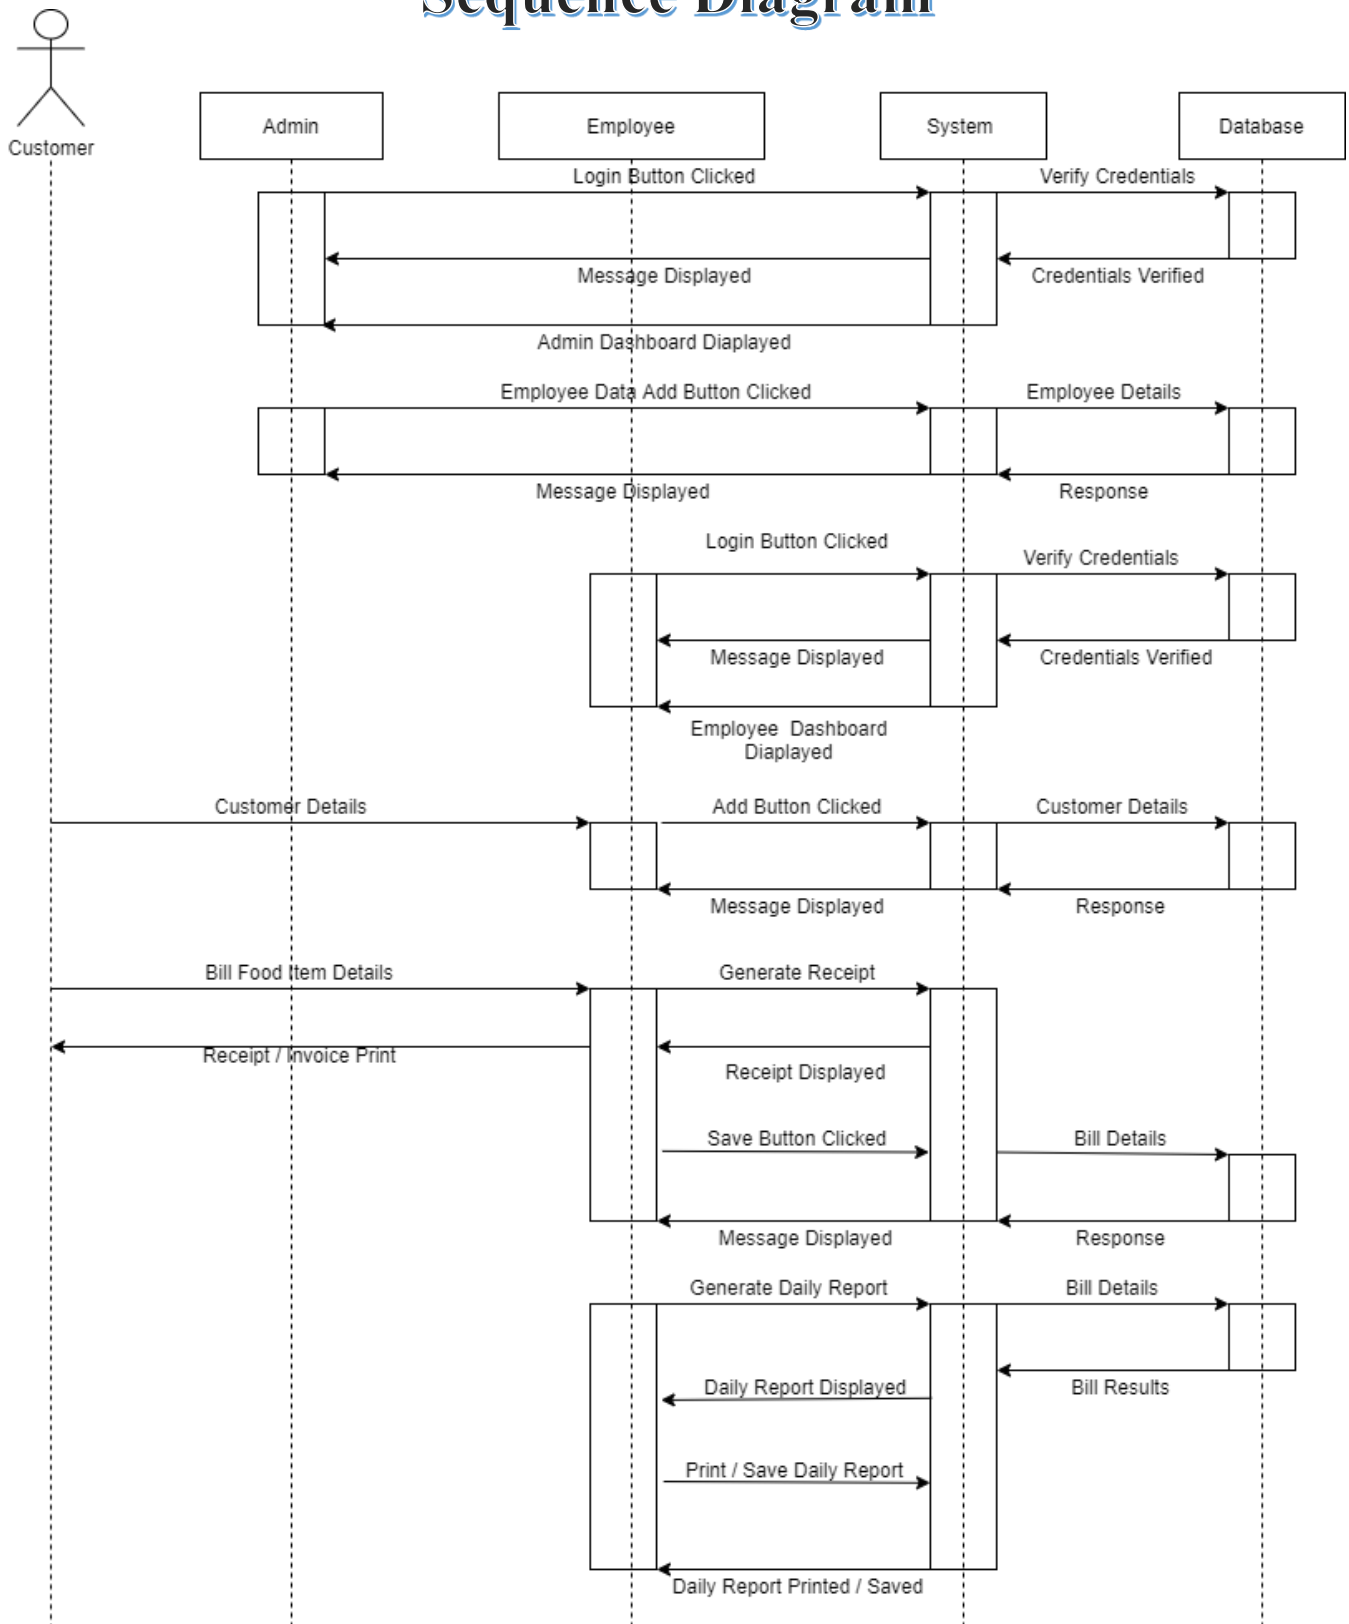 Sequence Diagram
Customer
Admin
Employee
System
Database
Login Button Clicked
Verify Credentials
Message Displayed
Credentials Verified
Admin Dashboard Diaplayed
Employee Data Add Button Clicked
Employee Details
Message Displayed
Response
Login Button Clicked
Verify Credentials
Message Displayed
Credentials Verified
Employee  Dashboard
Diaplayed
Customer Details
Add Button Clicked
Customer Details
Message Displayed
Response
Bill Food Item Details
Generate Receipt
Receipt / Invoice Print
Receipt Displayed
Save Button Clicked
Bill Details
Message Displayed
Response
Generate Daily Report
Bill Details
Daily Report Displayed
Bill Results
Print / Save Daily Report
Daily Report Printed / Saved